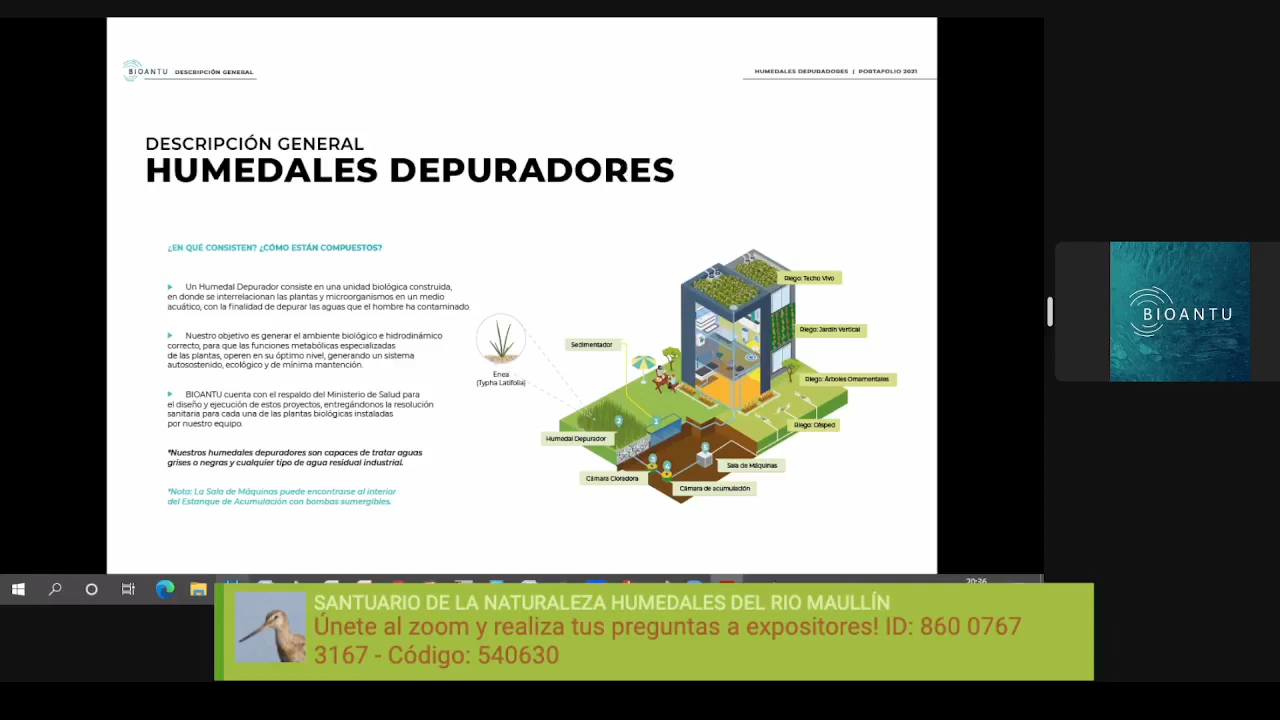 BIOANTU DESCRIPCIÓN GENERAL
HUMEDALES DEPURADORES | PORTAFOLIO 2021
DESCRIPCIÓN GENERAL
HUMEDALES DEPURADORES
¿EN QUÉ CONSISTEN? ¿CÓMO ESTÁN COMPUESTOS?
Un Humedal Depurador consiste en una unidad biológica construida,
en donde se interrelacionan las plantas y microorganismos en un medio
acuático, con la finalidad de depurar las aguas que el hombre ha contaminado.
Nuestro objetivo es generar el ambiente biológico e hidrodinámico
correcto, para que las funciones metabólicas especializadas
de las plantas, operen en su óptimo nivel, generando un sistema
autosostenido, ecológico y de mínima mantención.
BIOANTU cuenta con el respaldo del Ministerio de Salud para
el diseño y ejecución de estos proyectos, entregándonos la resolución
sanitaria para cada una de las plantas biológicas instaladas
por nuestro equipo.
*Nuestros humedales depuradores son capaces de tratar aguas
grises o negras y cualquier tipo de agua residual industrial.
*Nota: La Sala de Máquinas puede encontrarse al interior
del Estanque de Acumulación con bombas sumergibles.
Enea
(Typha Latifolia)
Sedimentador
Riego: Techo Vivo
Riego: Jardín Vertical
Riego: Árboles Ornamentales
Riego: Césped
Humedal Depurador
Sala de Máquinas
Cámara Cloradora
Cámara de acumulación
1
2
3
4
5
BIOANTU
20:36
SANTUARIO DE LA NATURALEZA HUMEDALES DEL RIO MAULLÍN
Únete al zoom y realiza tus preguntas a expositores! ID: 860 0767
3167 - Código: 540630